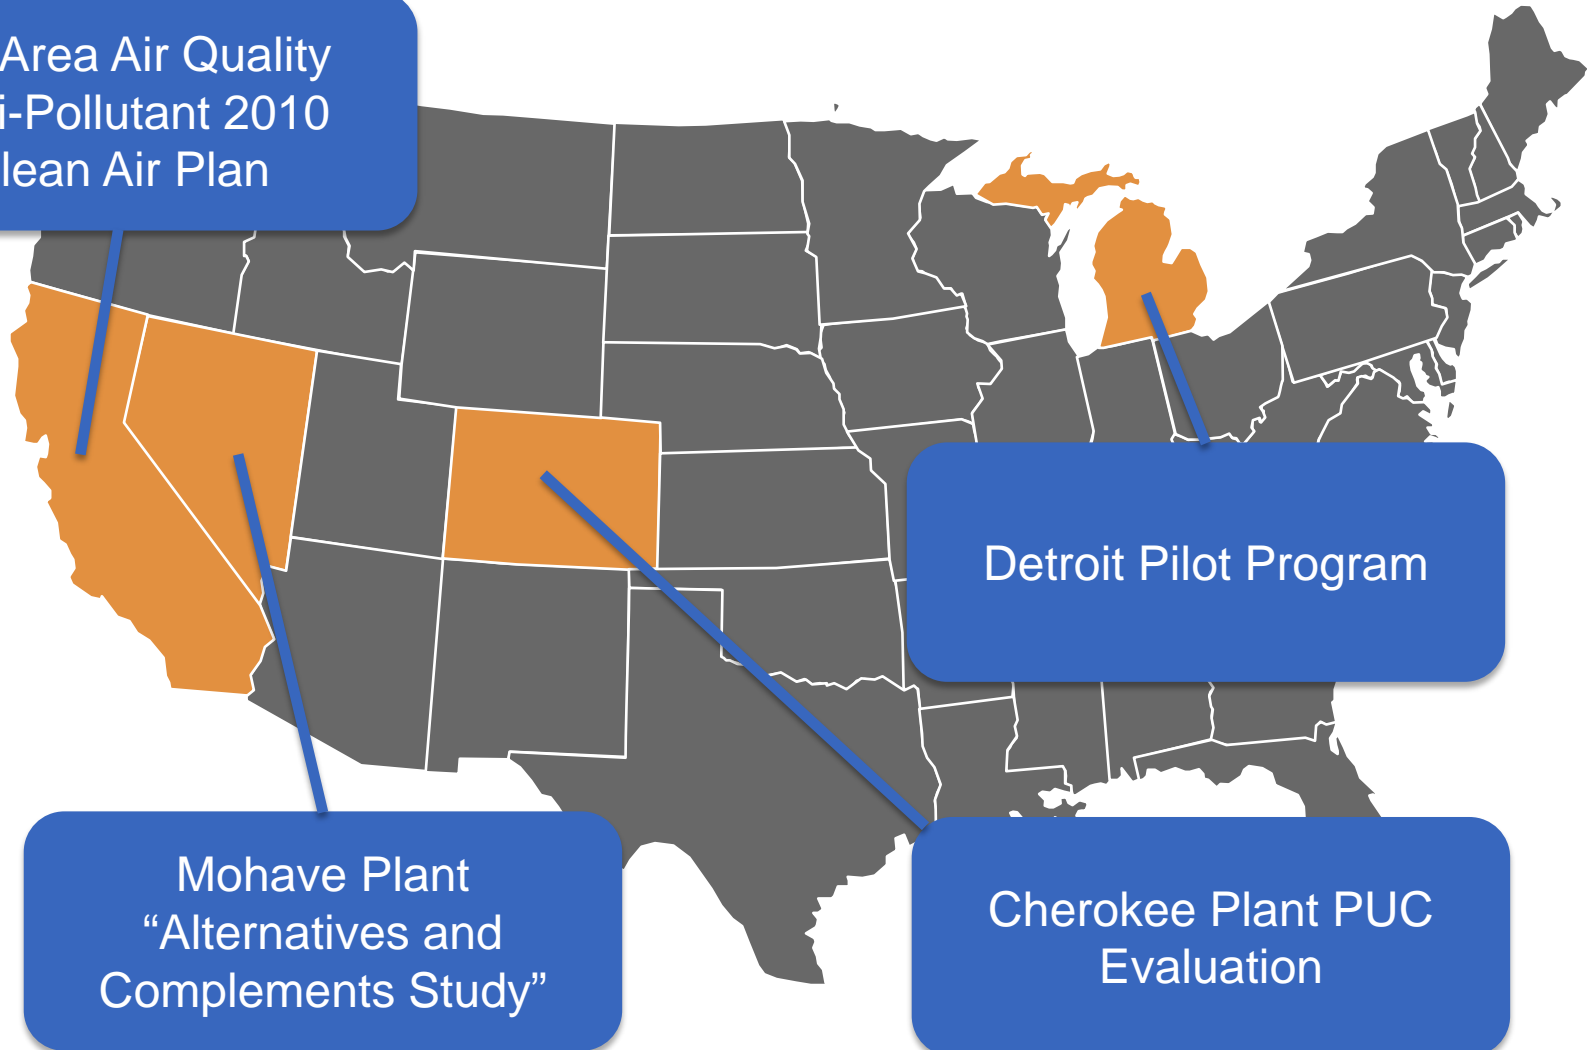 Area Air Quality
i-Pollutant 2010
lean Air Plan
Detroit Pilot Program
Mohave Plant
“Alternatives and
Complements Study”
Cherokee Plant PUC
Evaluation